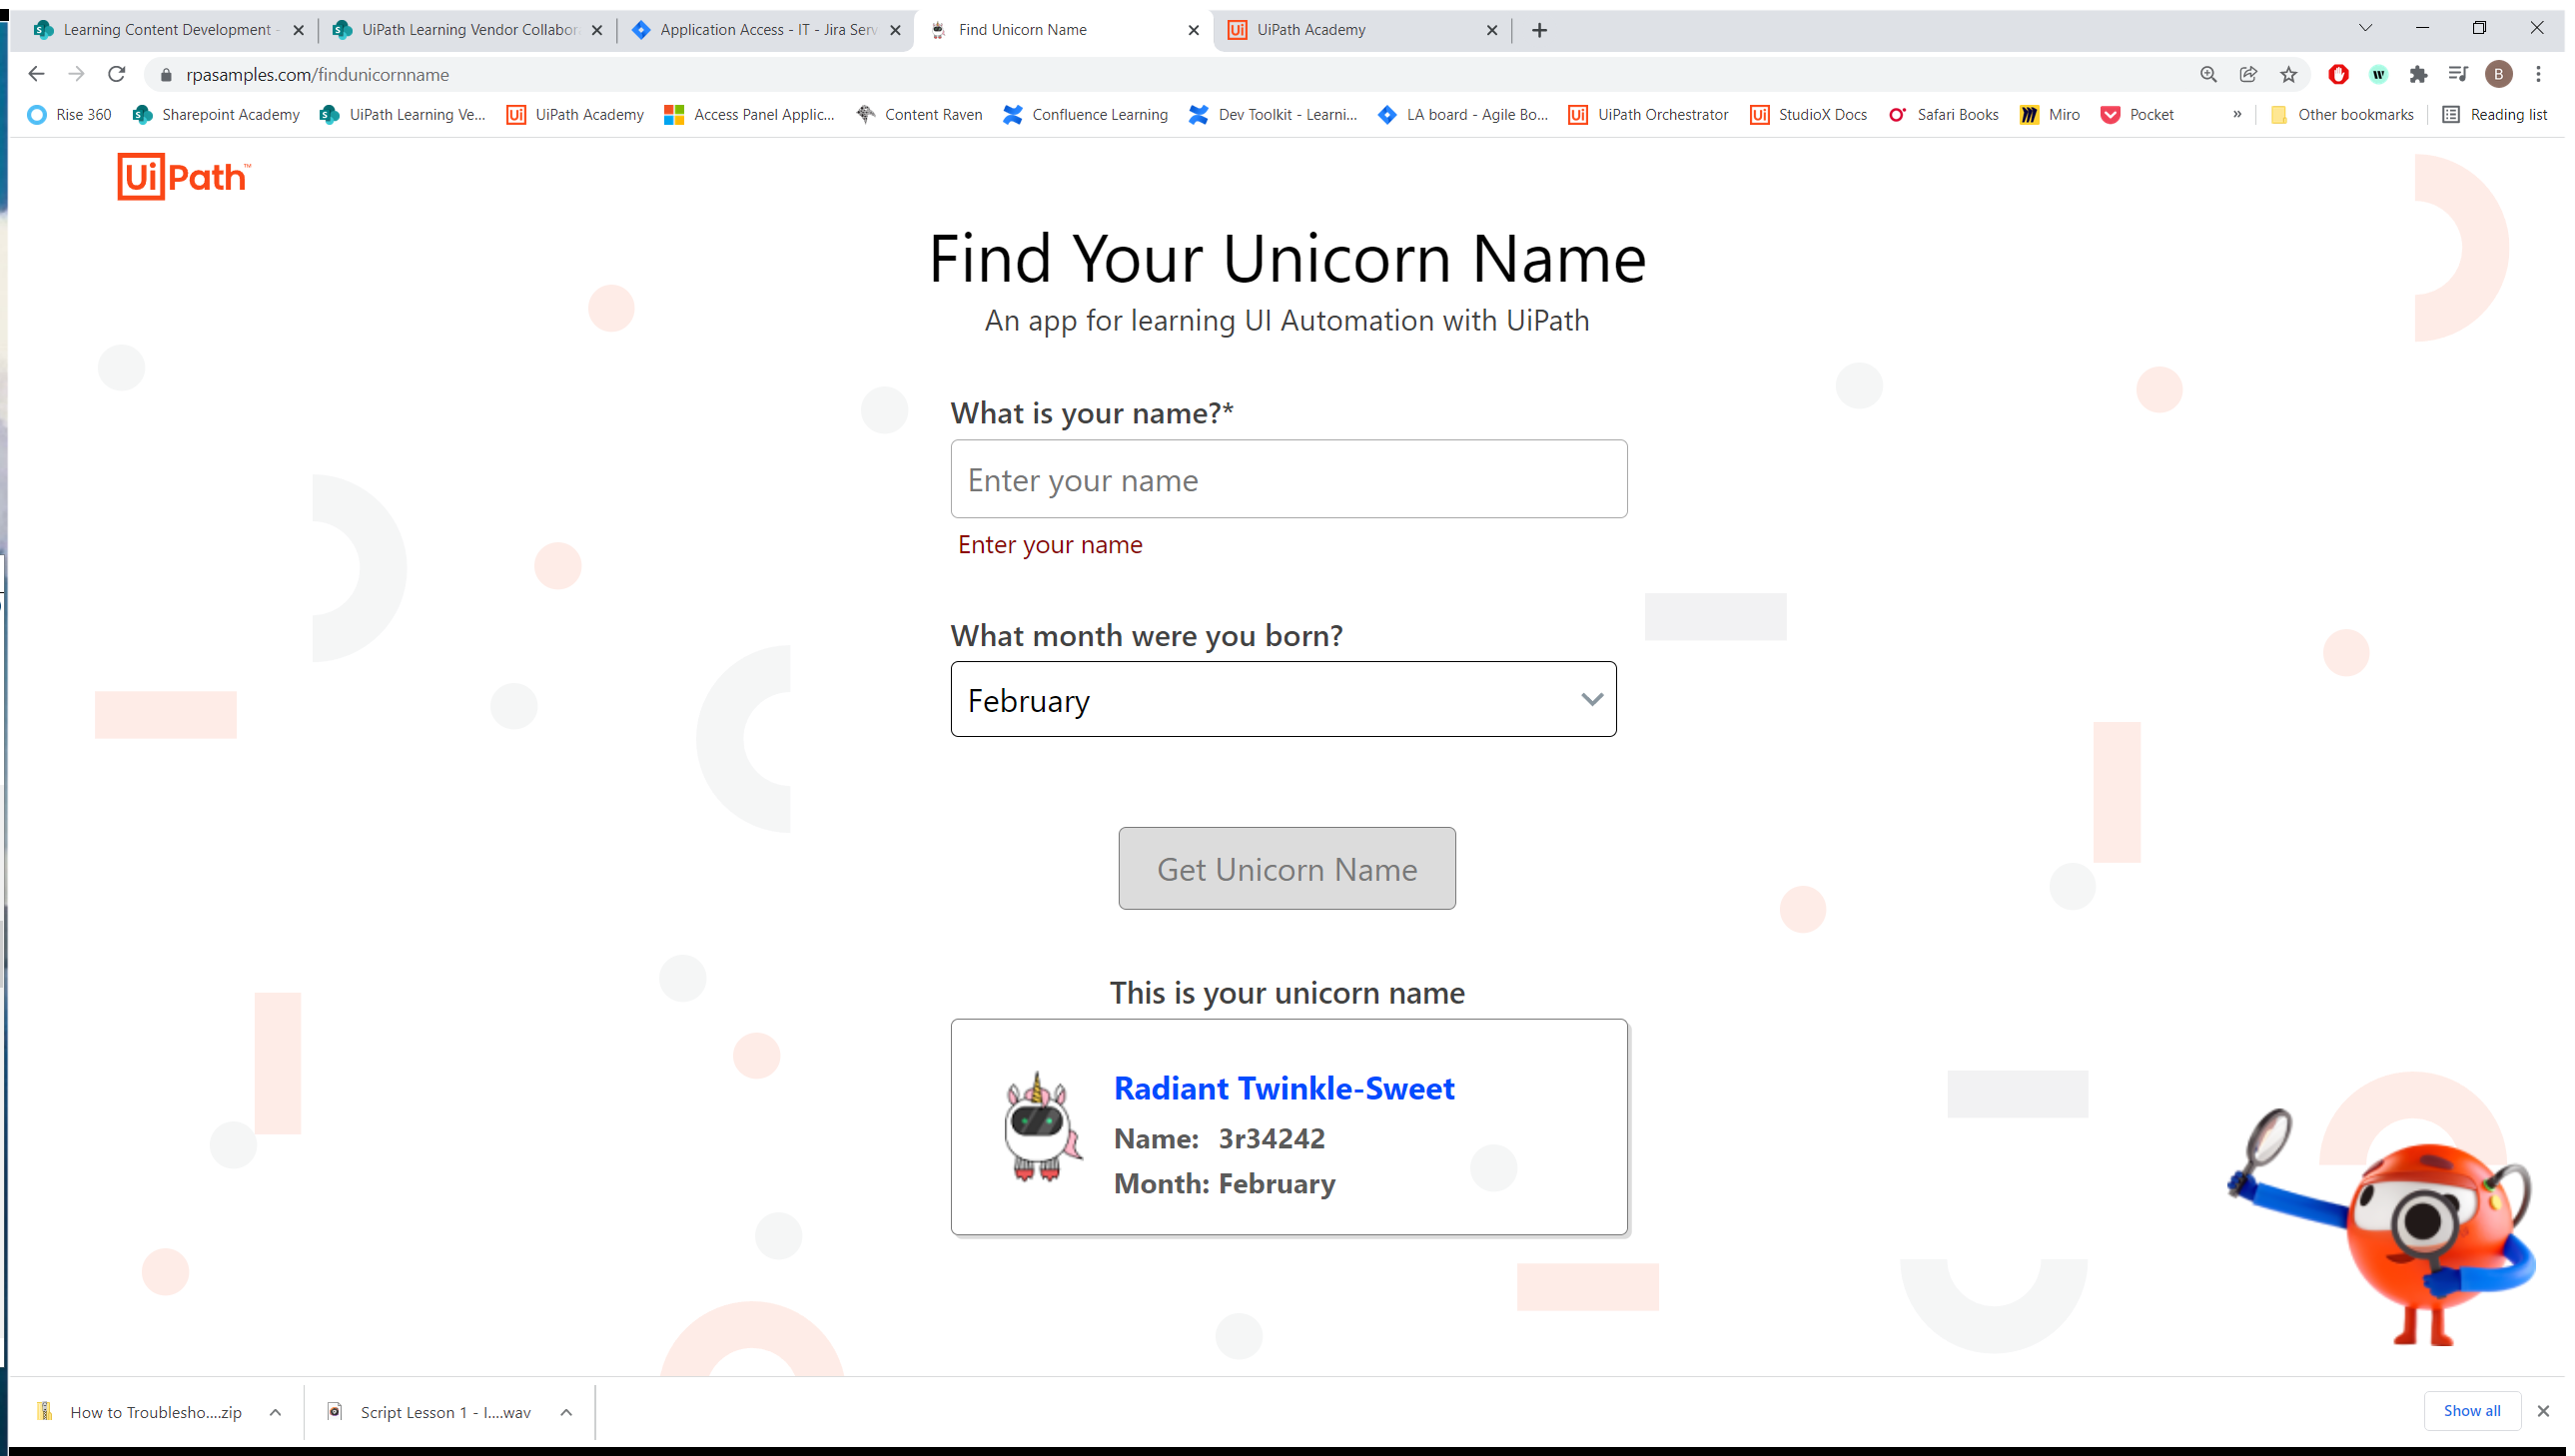 Learning Content Development -
UiPath Learning Vendor Collabor
Application Access - IT - Jira Serv
Find Unicorn Name
UiPath Academy
rpasamples.com/findunicornname
B
Rise 360
Sharepoint Academy
UiPath Learning Ve...
UiPath Academy
Access Panel Applic...
Content Raven
Confluence Learning
Dev Toolkit - Learni...
LA board - Agile Bo...
UiPath Orchestrator
StudioX Docs
Safari Books
Miro
Pocket
»
Other bookmarks
Reading list
UiPath™
Find Your Unicorn Name
An app for learning UI Automation with UiPath
What is your name?*
Enter your name
Enter your name
What month were you born?
February
Get Unicorn Name
This is your unicorn name
Radiant Twinkle-Sweet
Name: 3r34242
Month: February
How to Troublesho....zip
Script Lesson 1 - I....wav
Show all